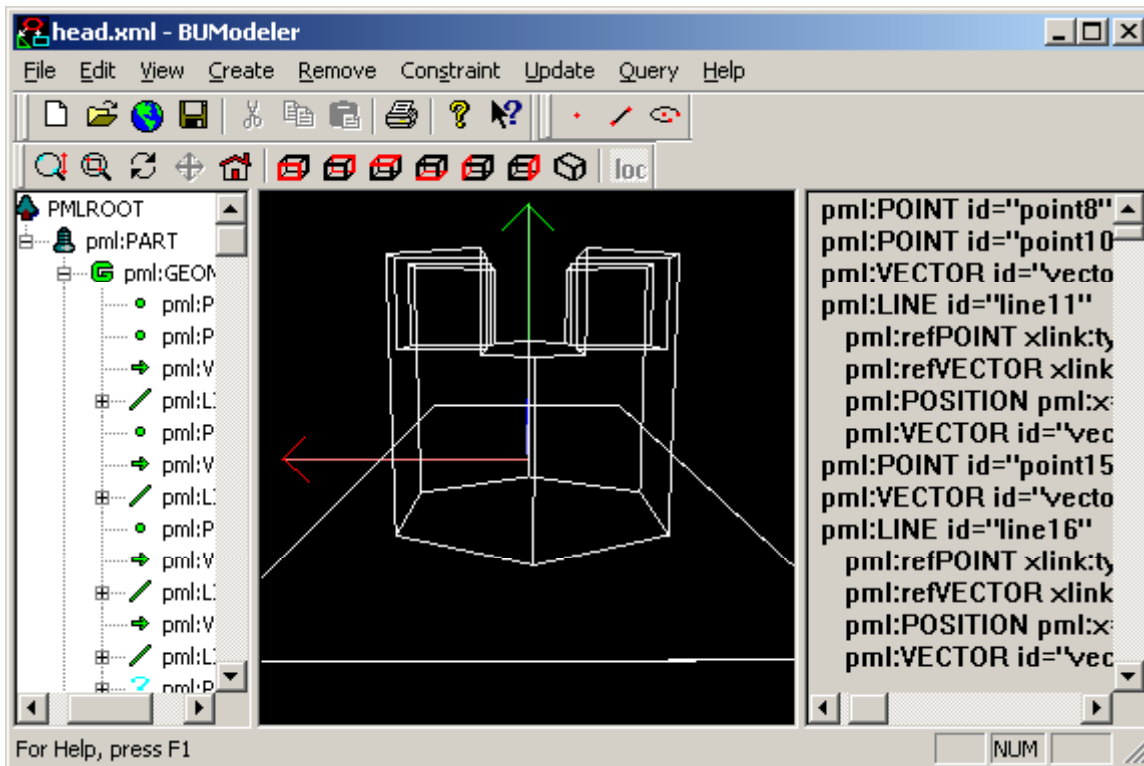 head.xml - BUModeler
File Edit View Create Remove Constraint Update Query Help
loc
PMLROOT
pml:PART
pml:GEON
pml:P
pml:P
pml:V
pml:L
pml:P
pml:V
pml:L
pml:P
pml:V
pml:L
pml:V
pml:L
pml:P
pml:POINT id="point8"
pml:POINT id="point10
pml:VECTOR id="vecto
pml:LINE id="line11"
pml:refPOINT xlink:ty
pml:refVECTOR xlink
pml:POSITION pml:x=
pml:VECTOR id="vec
pml:POINT id="point15
pml:VECTOR id="vecto
pml:LINE id="line16"
pml:refPOINT xlink:ty
pml:refVECTOR xlink
pml:POSITION pml:x=
pml:VECTOR id="vec
For Help, press F1
NUM